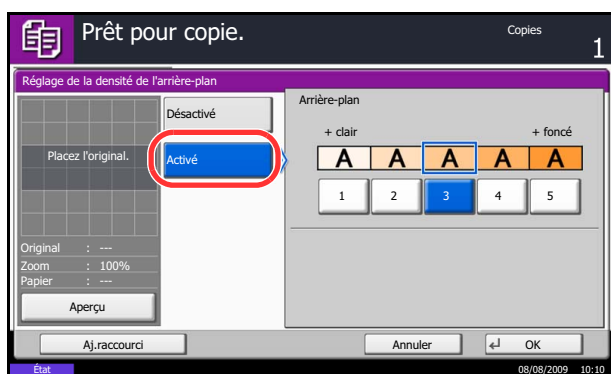 Prêt pour copie.
Copies
1
Réglage de la densité de l'arrière-plan
Placez l'original.
Original : ---
Zoom : 100%
Papier : ---
Aperçu
Désactivé
Activé
Arrière-plan
+ clair + foncé
A A A A A
1 2 3 4 5
Aj.raccourci
Annuler
OK
État
08/08/2009 10:10